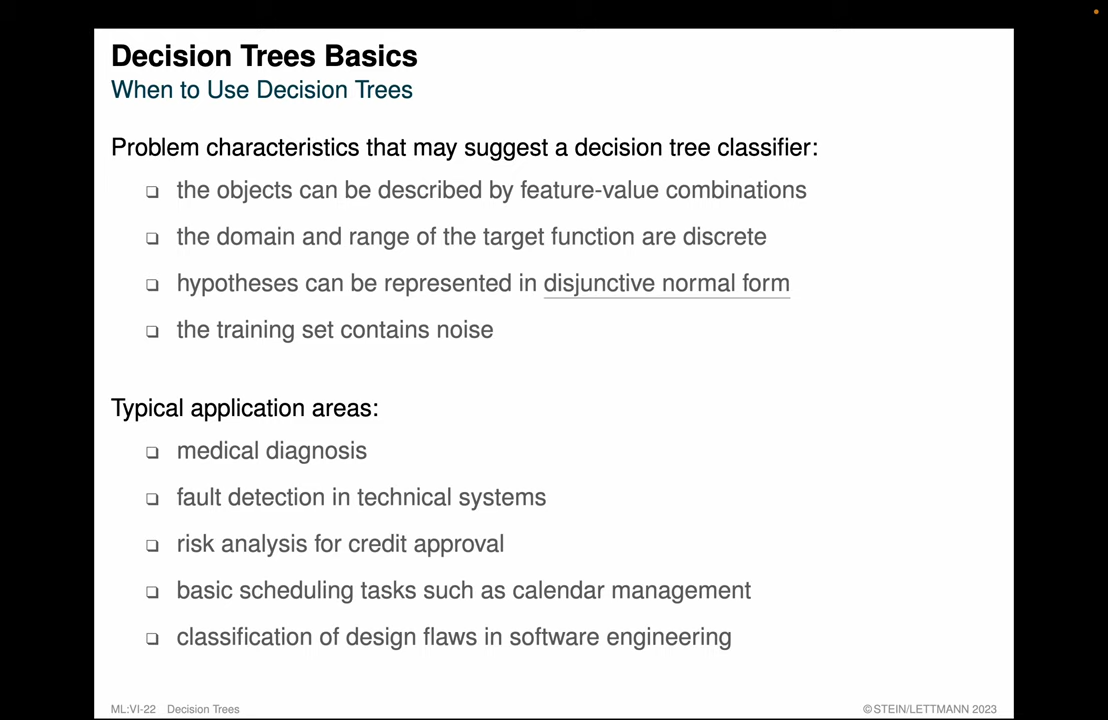 Decision Trees Basics
When to Use Decision Trees
Problem characteristics that may suggest a decision tree classifier:
❑ the objects can be described by feature-value combinations
❑ the domain and range of the target function are discrete
❑ hypotheses can be represented in disjunctive normal form
❑ the training set contains noise
Typical application areas:
❑ medical diagnosis
❑ fault detection in technical systems
❑ risk analysis for credit approval
❑ basic scheduling tasks such as calendar management
❑ classification of design flaws in software engineering
ML:VI-22 Decision Trees ©STEIN/LETTMANN 2023